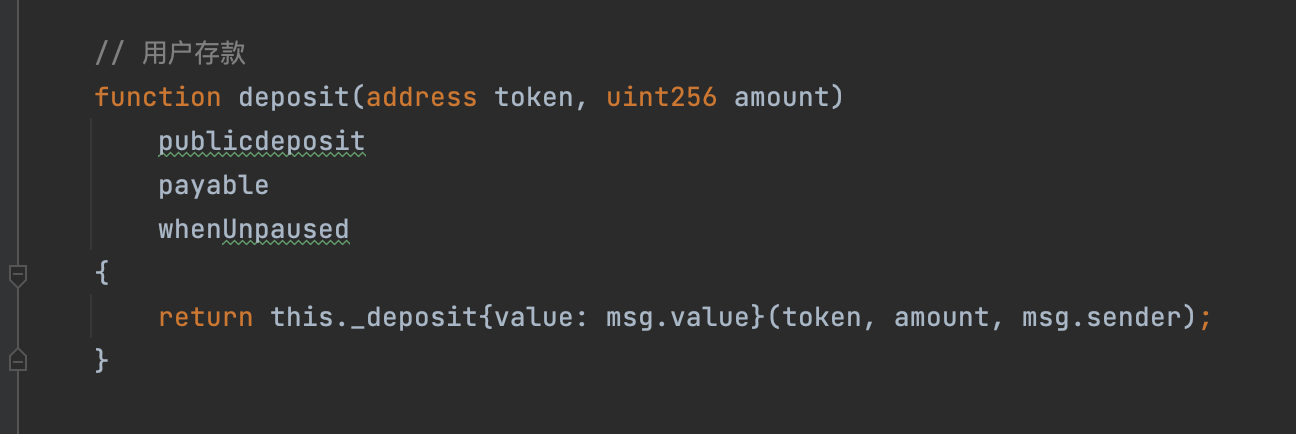 // 用户存款
function deposit(address token, uint256 amount)
publicdeposit
payable
whenUnpaused
{
return this._deposit{value: msg.value}(token, amount, msg.sender);
}